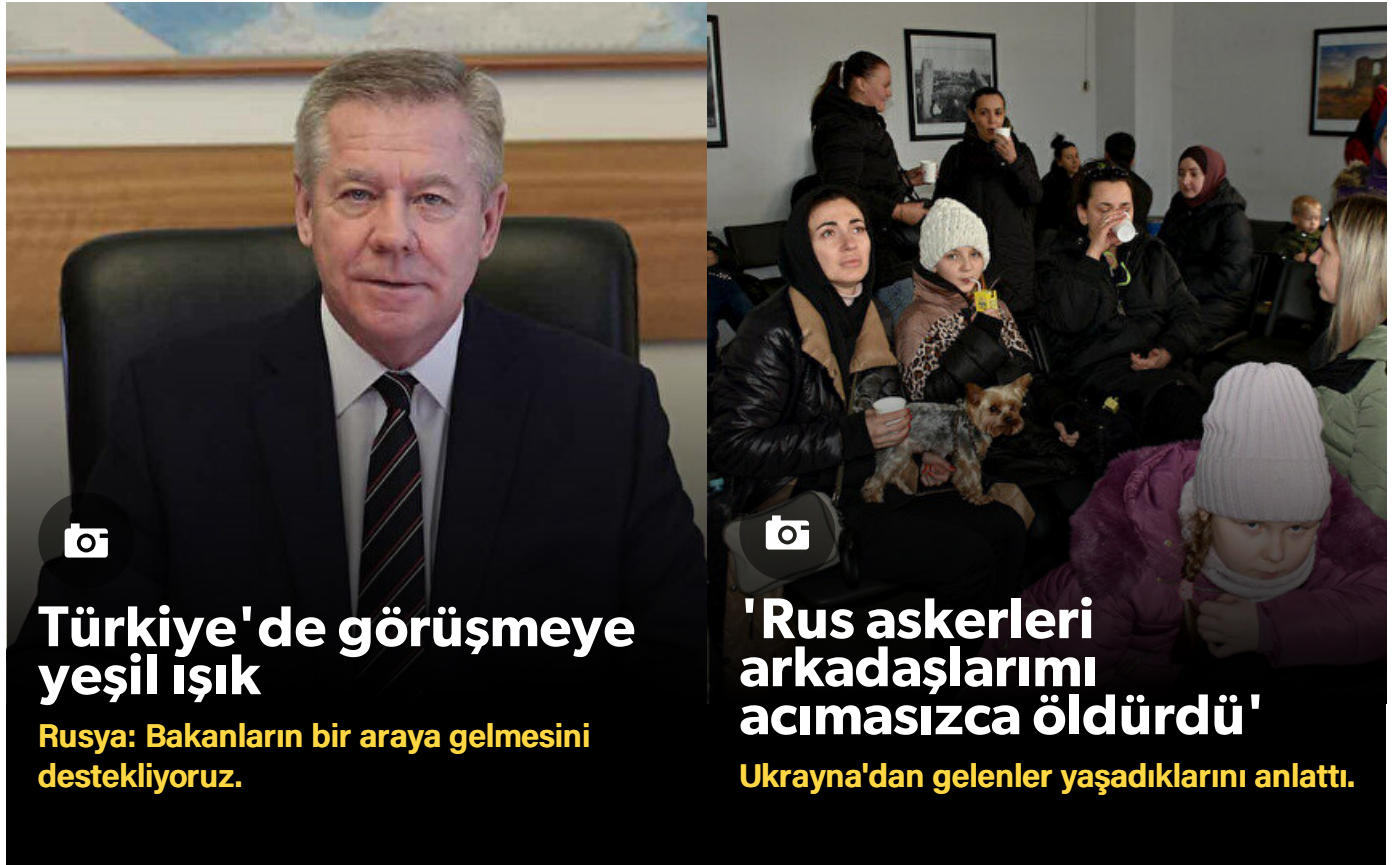 Türkiye'de görüşmeye
yeşil ışık
Rusya: Bakanların bir araya gelmesini
destekliyoruz.
'Rus askerleri
arkadaşlarımı
acımasızca öldürdü'
Ukrayna'dan gelenler yaşadıklarını anlattı.